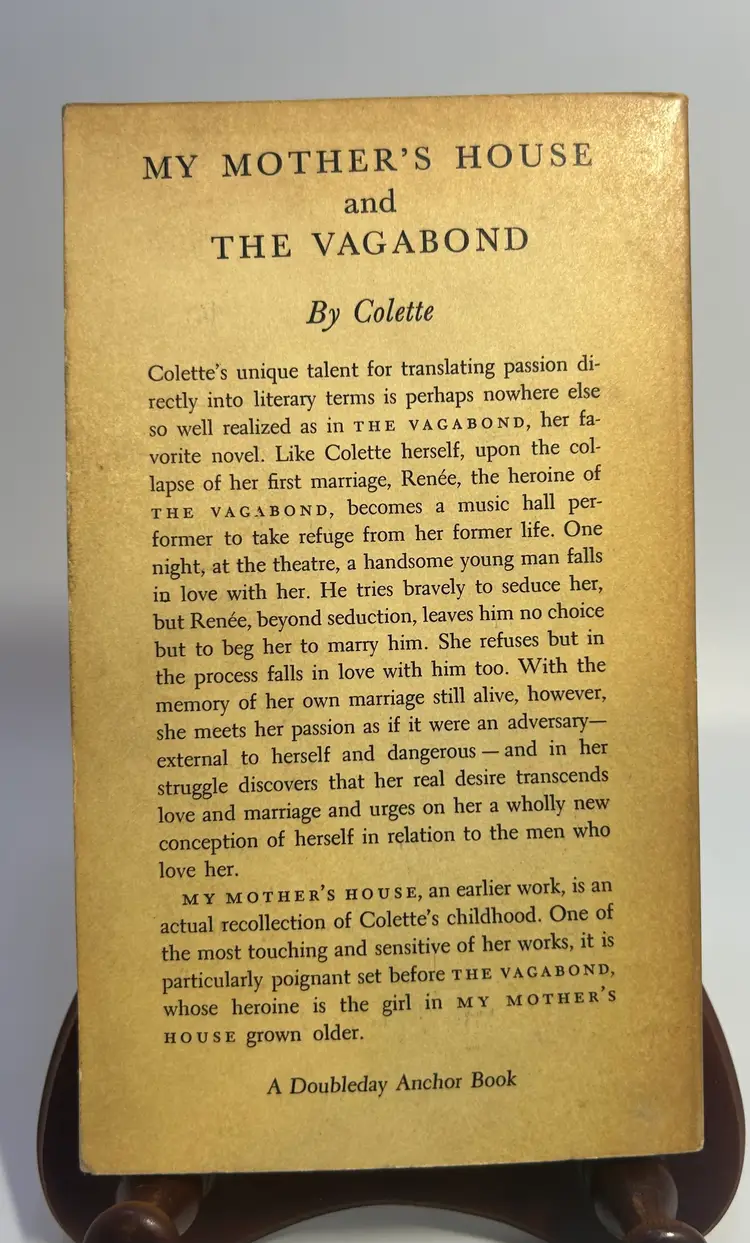 MY MOTHER'S HOUSE
and
THE VAGABOND
By Colette
Colette's unique talent for translating passion di-
rectly into literary terms is perhaps nowhere else
so well realized as in THE VAGABOND, her fa-
vorite novel. Like Colette herself, upon the col-
lapse of her first marriage, Renée, the heroine of
THE VAGABOND, becomes a music hall per-
former to take refuge from her former life. One
night, at the theatre, a handsome young man falls
in love with her. He tries bravely to seduce her,
but Renée, beyond seduction, leaves him no choice
but to beg her to marry him. She refuses but in
the process falls in love with him too. With the
memory of her own marriage still alive, however,
she meets her passion as if it were an adversary—
external to herself and dangerous — and in her
struggle discovers that her real desire transcends
love and marriage and urges on her a wholly new
conception of herself in relation to the men who
love her.
MY MOTHER'S HOUSE, an earlier work, is an
actual recollection of Colette's childhood. One of
the most touching and sensitive of her works, it is
particularly poignant set before THE VAGABOND,
whose heroine is the girl in MY MOTHER'S
HOUSE grown older.
A Doubleday Anchor Book